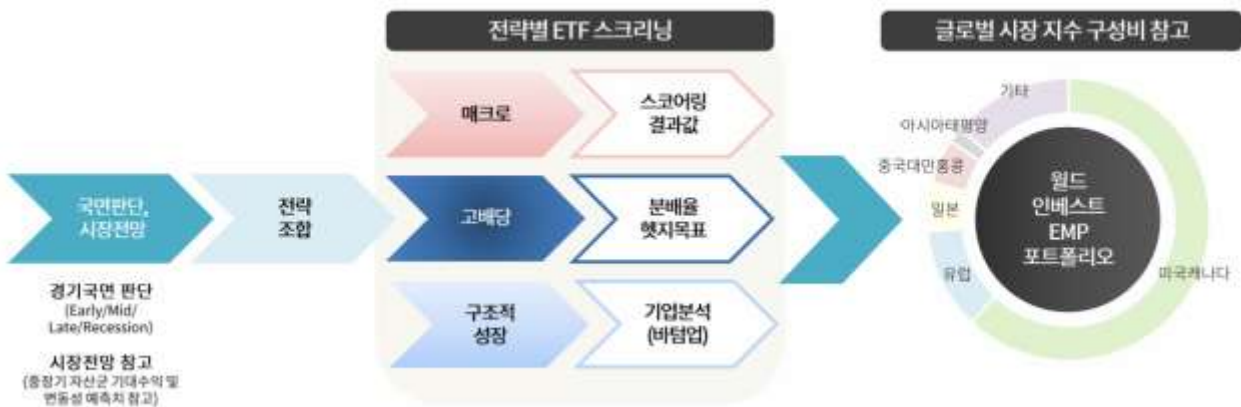 전략별 ETF 스크리닝
글로벌 시장 지수 구성비 참고
국면판단,
시장전망
전략
조합
매크로
스코어링
결과값
고배당
분배율
헷지목표
구조적
성장
기업분석
(바텀업)
경기국면 판단
(Early/Mid/
Late/Recession)
시장전망 참고
(중장기 자산군 기대수익 및
변동성 예측치 참고)
기타
아시아태평양
중국대만홍콩
일본
유럽
미국캐나다
월드
인베스트
EMP
포트폴리오